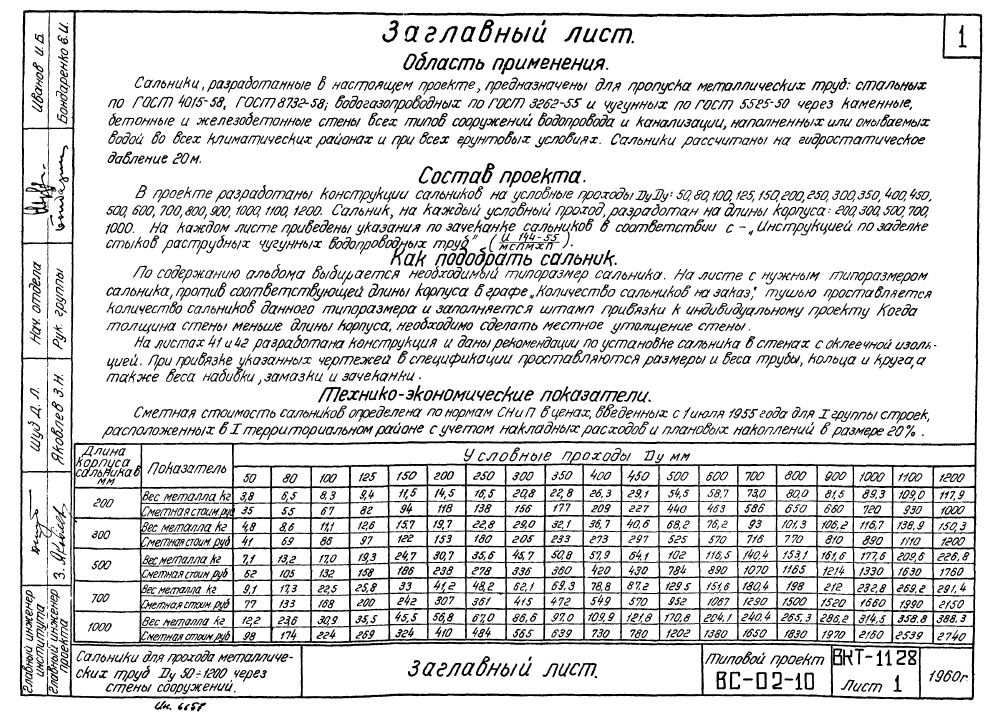 Заглавный лист.
1
Область применения.
Сальники, разработанные в настоящем проекте, предназначены для пропуска металлических труб: стальных
по ГОСТ 4015-58, ГОСТ 8732-58; водогазопроводных по ГОСТ 3262-55 и чугунных по ГОСТ 5525-50 через каменные,
бетонные и железобетонные стены всех типов сооружений водопровода и канализации, наполненных или омываемых
водой во всех климатических районах и при всех грунтовых условиях. Сальники рассчитаны на гидростатическое
давление 20 м.
Состав проекта.
В проекте разработаны конструкции сальников на условные проходы DуDу: 50, 80, 100, 125, 150, 200, 250, 300, 350, 400, 450,
500, 600, 700, 800, 900, 1000, 1100, 1200. Сальник, на каждый условный проход, разработан на длины корпуса: 200, 300, 500, 700,
1000. На каждом листе приведены указания по зачеканке сальников в соответствии с – „Инструкцией по заделке
стыков раструбных чугунных водопроводных труб" (И 144-55 / МСПМХП).
Как подобрать сальник.
По содержанию альбома выбирается необходимый типоразмер сальника. На листе с нужным типоразмером
сальника, против соответствующей длины корпуса в графе „Количество сальников на заказ", тушью проставляется
количество сальников данного типоразмера и заполняется штамп привязки к индивидуальному проекту Когда
толщина стены меньше длины корпуса, необходимо сделать местное утолщение стены.
На листах 41 и 42 разработана конструкция и даны рекомендации по установке сальника в стенах с оклеечной изоль-
цией. При привязке указанных чертежей в спецификации проставляются размеры и веса трубы, кольца и круга, а
также веса набивки, замазки и зачеканки.
Технико-экономические показатели.
Сметная стоимость сальников определена по нормам СНиП в ценах, введенных с 1 июля 1955 года для I группы строек,
расположенных в I территориальном районе с учетом накладных расходов и плановых накоплений в размере 20%.
Длина корпуса сальника в мм Показатель Условные проходы Dу мм
50 80 100 125 150 200 250 300 350 400 450 500 600 700 800 900 1000 1100 1200
200 Вес металла кг 3,8 6,5 8,3 9,4 11,5 14,5 16,5 20,8 22,8 26,3 29,1 54,5 58,7 73,0 80,0 81,5 89,3 109,0 117,9
Сметная стоим. руб 35 55 67 82 94 118 138 156 177 209 227 440 463 586 650 660 720 930 1000
300 Вес металла кг 4,8 8,6 11,1 12,6 15,7 19,7 22,8 29,0 32,1 36,7 40,6 68,2 76,2 93 101,3 106,2 116,7 138,9 150,3
Сметная стоим. руб 41 69 86 97 122 153 180 205 233 273 297 525 570 716 770 810 890 1110 1200
500 Вес металла кг 7,1 13,2 17,0 19,3 24,7 30,7 35,6 45,7 50,8 57,9 64,1 102 116,5 140,4 153,1 161,6 177,6 209,6 226,8
Сметная стоим. руб 62 105 132 158 186 238 278 336 360 420 430 784 890 1070 1165 1214 1330 1630 1760
700 Вес металла кг 9,1 17,3 22,5 25,8 33 41,2 48,2 62,1 69,3 78,8 87,2 129,5 151,6 180,4 198 212 232,8 269,2 291,4
Сметная стоим. руб 77 133 168 200 242 307 361 415 472 549 570 952 1067 1290 1500 1520 1660 1990 2150
1000 Вес металла кг 12,2 23,6 30,9 35,5 45,5 56,8 67,0 86,6 97,0 109,9 121,8 170,8 204,1 240,4 265,3 286,2 314,5 358,8 388,3
Сметная стоим. руб 98 174 224 269 324 410 484 565 639 730 780 1202 1380 1650 1830 1970 2160 2539 2740
Сальники для прохода металличе-
ских труб Dу 50÷1200 через
стены сооружений.
Заглавный лист.
Типовой проект
ВС-02-10
ВКТ-1128
Лист 1
1960г.
Ин. 6658
Иванов И.Б.
Бондаренко Е.И.
Нач. отдела
Рук. группы
Шуб Д. Л.
Яковлев З.Н.
Главный инженер института
Главный инженер проекта